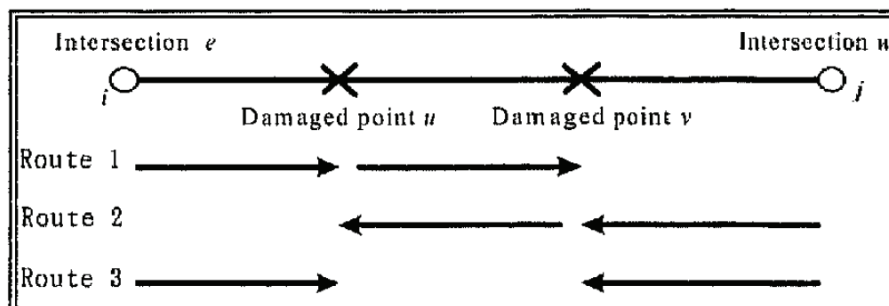 Intersection e Intersection u
i j
Damaged point u Damaged point v
Route 1
Route 2
Route 3